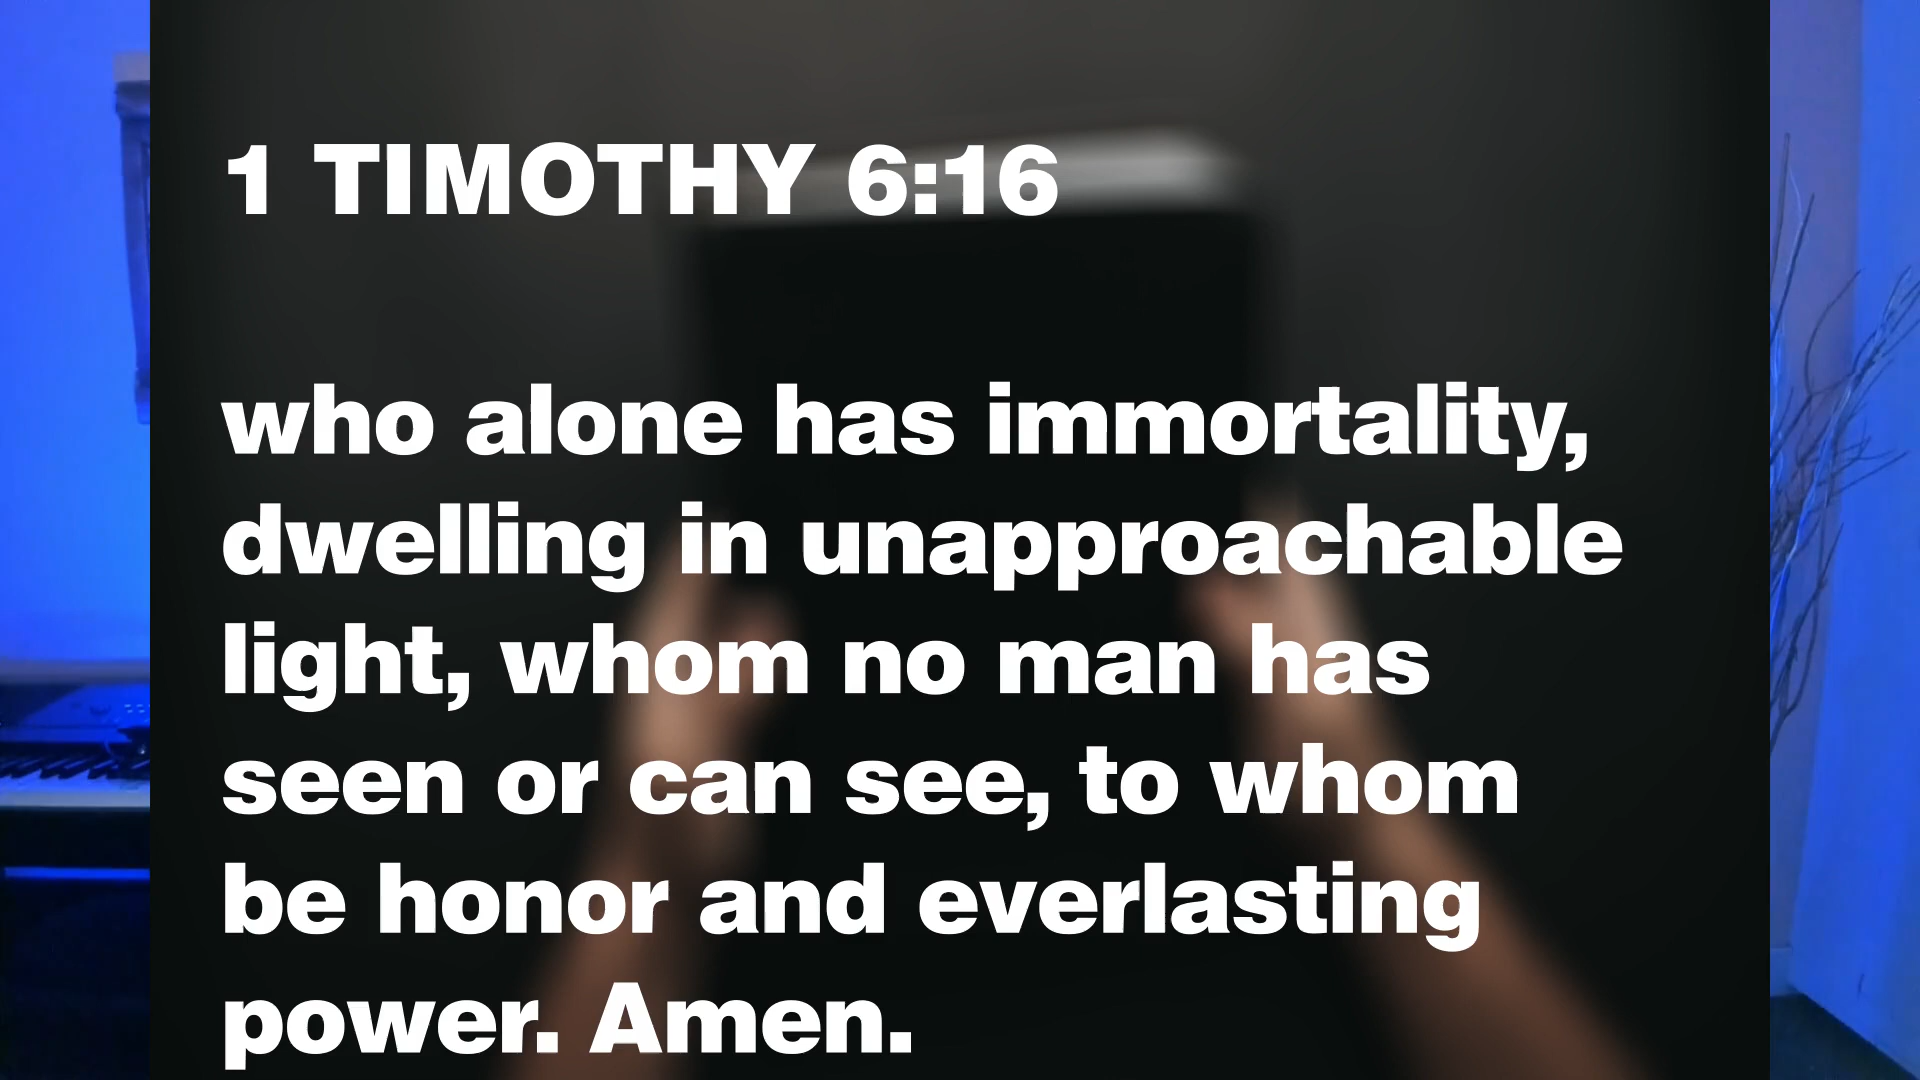 1 TIMOTHY 6:16
who alone has immortality,
dwelling in unapproachable
light, whom no man has
seen or can see, to whom
be honor and everlasting
power. Amen.